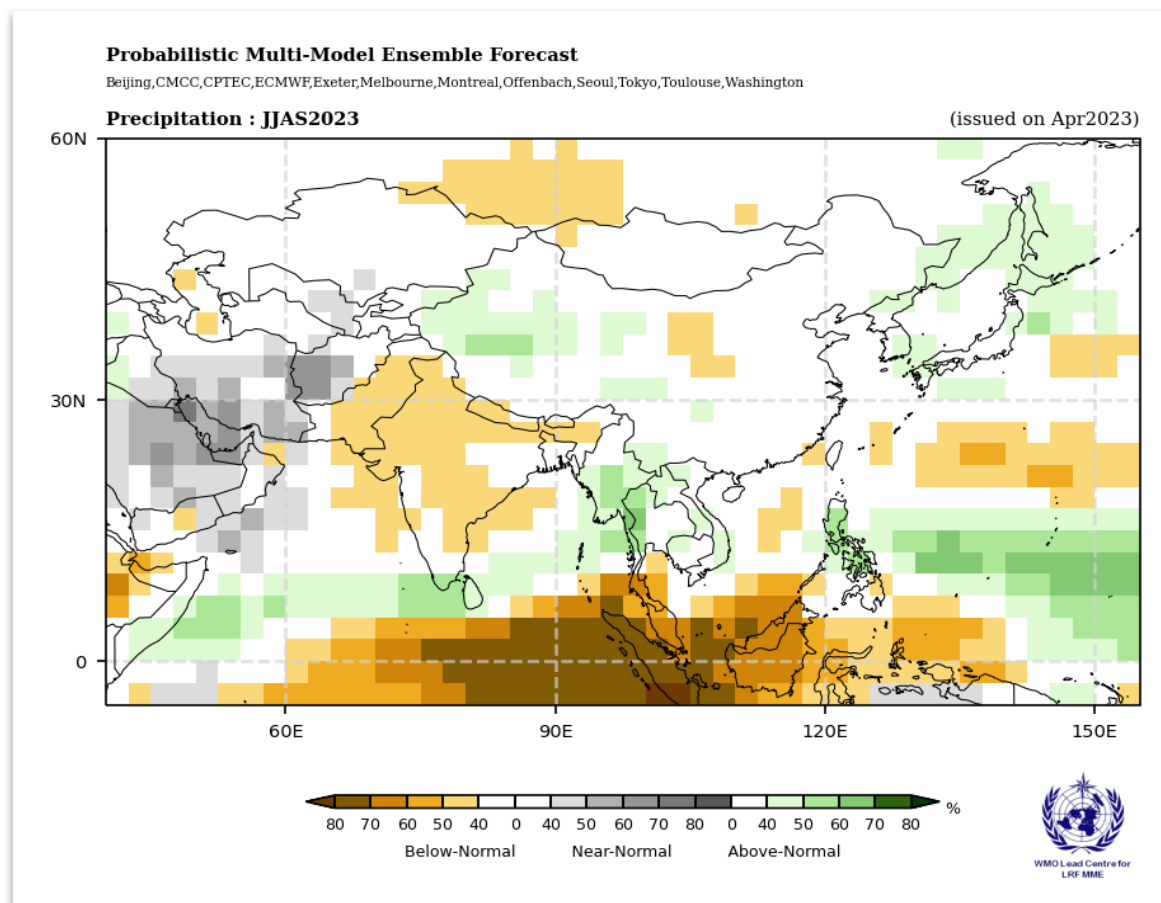 Probabilistic Multi-Model Ensemble Forecast
Beijing,CMCC,CPTEC,ECMWF,Exeter,Melbourne,Montreal,Offenbach,Seoul,Tokyo,Toulouse,Washington
Precipitation : JJAS2023 (issued on Apr2023)
60N
30N
0
60E 90E 120E 150E
80 70 60 50 40 0 40 50 60 70 80 0 40 50 60 70 80 %
Below-Normal Near-Normal Above-Normal
WMO Lead Centre for
LRF MME